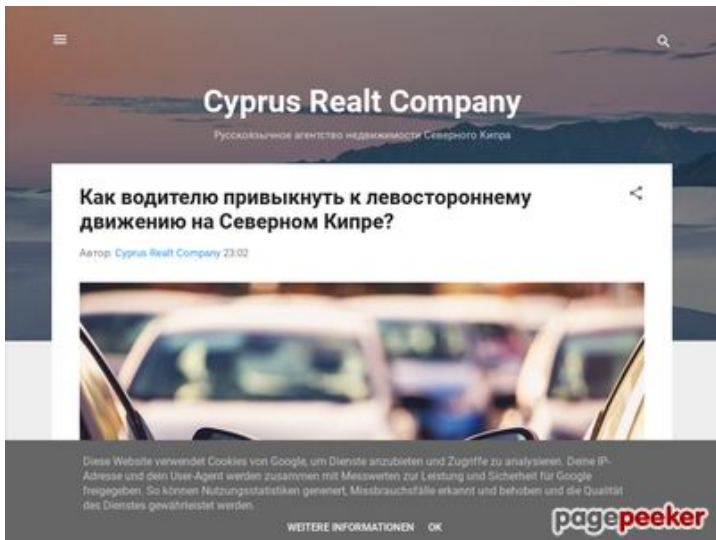 Cyprus Realt Company
Русскоязычное агентство недвижимости Северного Кипра
Как водителю привыкнуть к левостороннему
движению на Северном Кипре?
Автор: Cyprus Realt Company 23:02
Diese Website verwendet Cookies von Google, um Dienste anzubieten und Zugriffe zu analysieren. Deine IP-
Adresse und dein User-Agent werden zusammen mit Messwerten zur Leistung und Sicherheit für Google
freigegeben. So können Nutzungsstatistiken generiert, Missbrauchsfälle erkannt und behoben und die Qualität
des Dienstes gewährleistet werden.
WEITERE INFORMATIONEN OK
pagepeeker